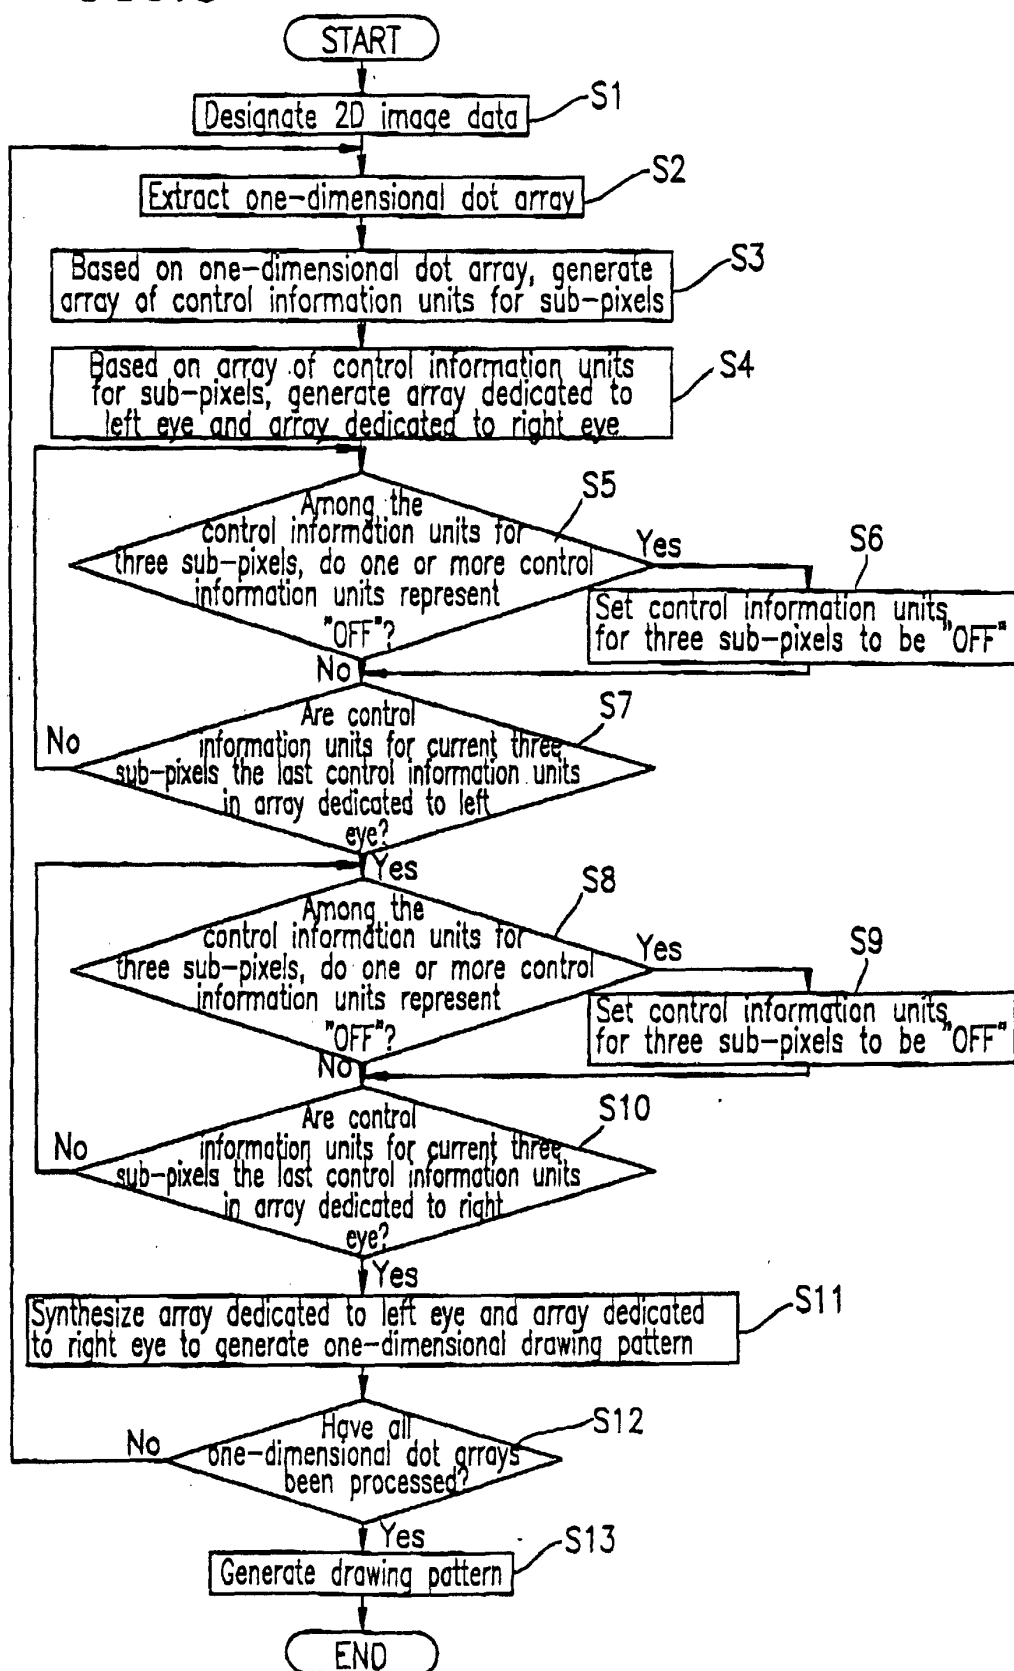 START
Designate 2D image data
S1
Extract one-dimensional dot array
S2
Based on one-dimensional dot array, generate
array of control information units for sub-pixels
S3
Based on array of control information units
for sub-pixels, generate array dedicated to
left eye and array dedicated to right eye
S4
Among the
control information units for
three sub-pixels, do one or more control
information units represent
"OFF"?
S5
Yes
S6
Set control information units
for three sub-pixels to be "OFF"
No
Are control
information units for current three
sub-pixels the last control information units
in array dedicated to left
eye?
S7
No
Yes
Among the
control information units for
three sub-pixels, do one or more control
information units represent
"OFF"?
S8
Yes
S9
Set control information units
for three sub-pixels to be "OFF"
No
Are control
information units for current three
sub-pixels the last control information units
in array dedicated to right
eye?
S10
No
Yes
Synthesize array dedicated to left eye and array dedicated
to right eye to generate one-dimensional drawing pattern
S11
Have all
one-dimensional dot arrays
been processed?
S12
No
Yes
Generate drawing pattern
S13
END